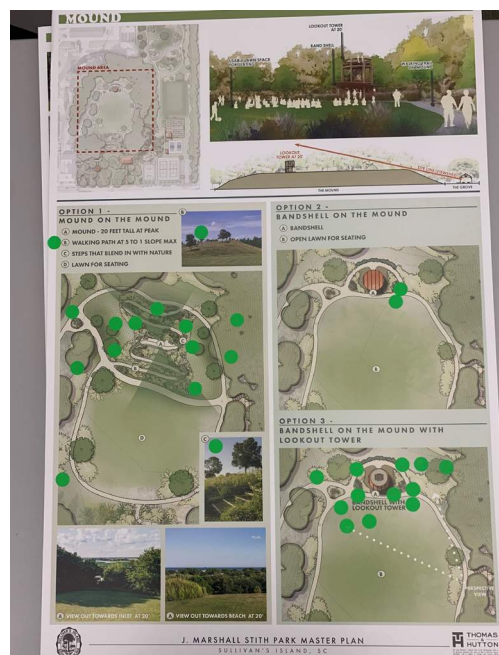 MOUND
MOUND AREA
LOOKOUT TOWER
AT 20'
BAND SHELL
LOOKOUT
TOWER AT 20'
THE MOUND
THE GROVE
OPTION 1 -
MOUND ON THE MOUND
A MOUND - 20 FEET TALL AT PEAK
B WALKING PATH AT 5 TO 1 SLOPE MAX
C STEPS THAT BLEND IN WITH NATURE
D LAWN FOR SEATING
B
A
C
D
C
A VIEW OUT TOWARDS INLET AT 20'
A VIEW OUT TOWARDS BEACH AT 20'
OPTION 2 -
BANDSHELL ON THE MOUND
A BANDSHELL
B OPEN LAWN FOR SEATING
A
B
OPTION 3 -
BANDSHELL ON THE MOUND WITH
LOOKOUT TOWER
A
BANDSHELL WITH
LOOKOUT TOWER
B
PERSPECTIVE
VIEW
J. MARSHALL STITH PARK MASTER PLAN
SULLIVAN'S ISLAND, SC
THOMAS
&
HUTTON